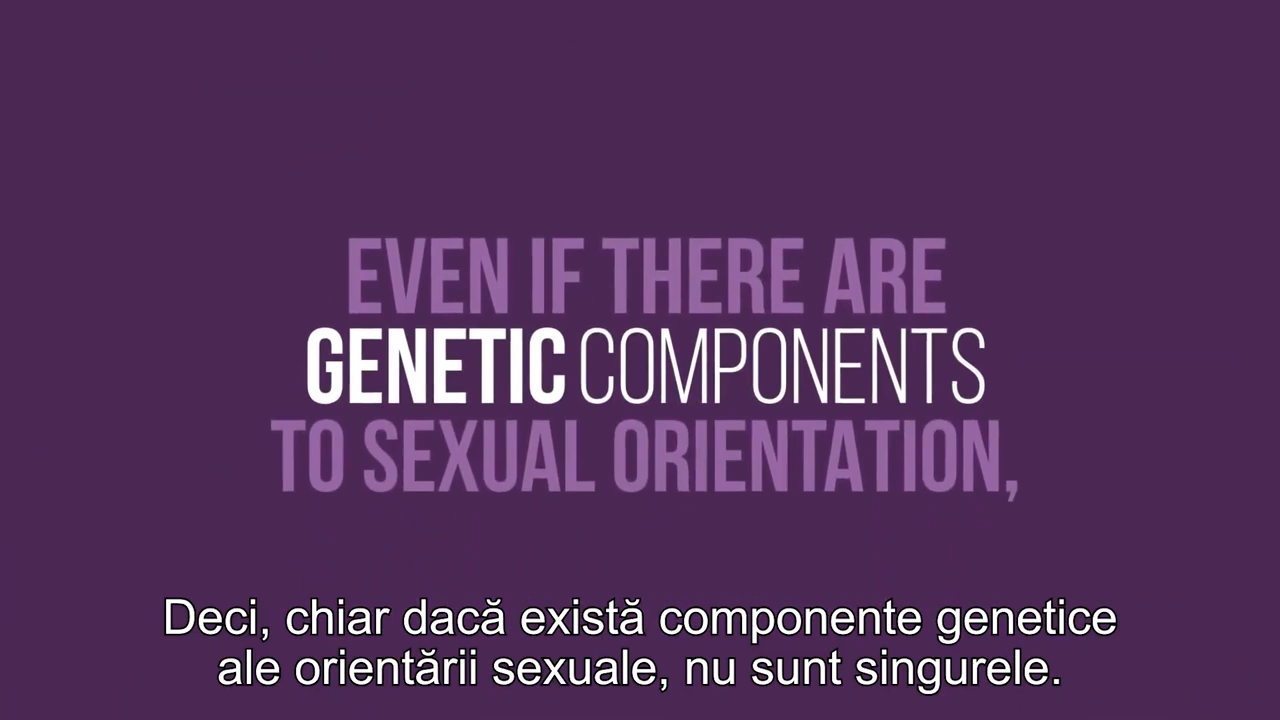 EVEN IF THERE ARE
GENETIC COMPONENTS
TO SEXUAL ORIENTATION,
Deci, chiar dacă există componente genetice
ale orientării sexuale, nu sunt singurele.